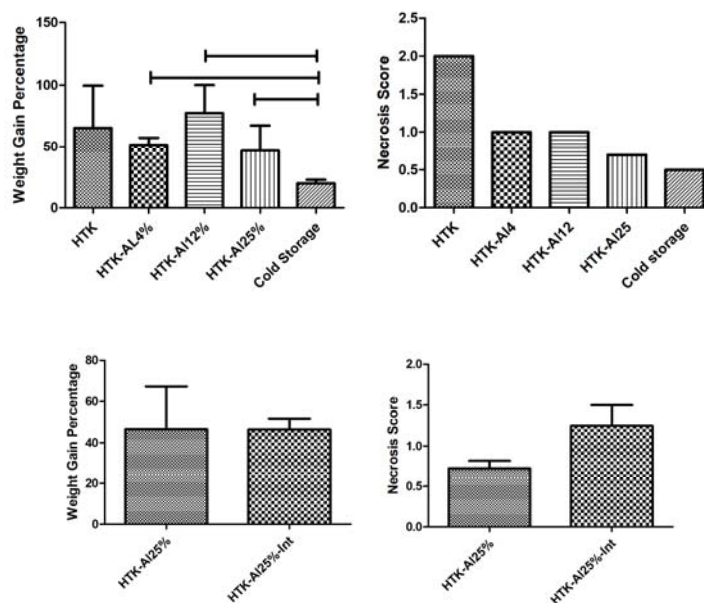 150
100
50
0
Weight Gain Percentage
HTK
HTK-AL4%
HTK-Al12%
HTK-Al25%
Cold Storage
2.5
2.0
1.5
1.0
0.5
0.0
Necrosis Score
HTK
HTK-Al4
HTK-Al12
HTK-Al25
Cold storage
80
60
40
20
0
Weight Gain Percentage
HTK-Al25%
HTK-Al25%-Int
2.0
1.5
1.0
0.5
0.0
Necrosis Score
HTK-Al25%
HTK-Al25%-Int